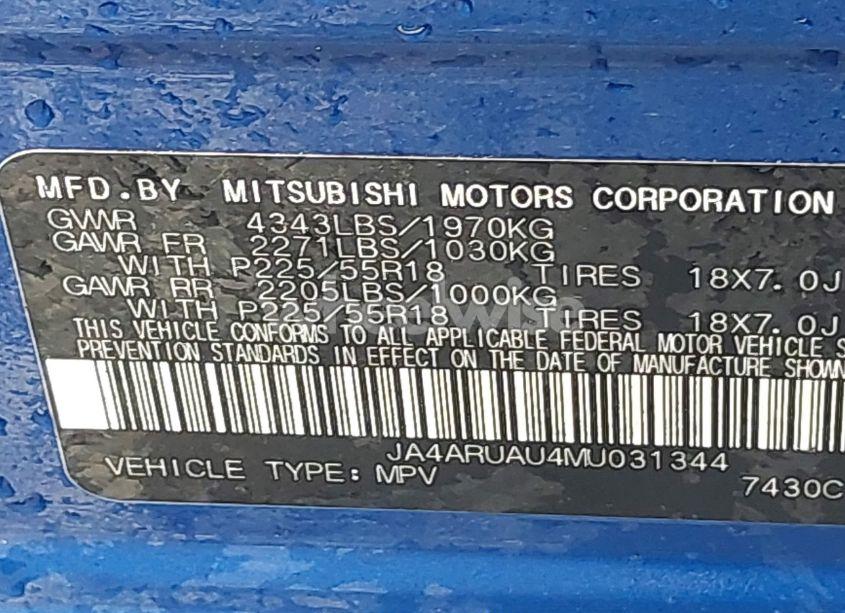 MFD.BY MITSUBISHI MOTORS CORPORATION
GVWR 4343LBS/1970KG
GAWR FR 2271LBS/1030KG
WITH P225/55R18 TIRES 18X7.0J
GAWR RR 2205LBS/1000KG
WITH P225/55R18 TIRES 18X7.0J
THIS VEHICLE CONFORMS TO ALL APPLICABLE FEDERAL MOTOR VEHICLE S
PREVENTION STANDARDS IN EFFECT ON THE DATE OF MANUFACTURE SHOWN
JA4ARUAU4MU031344
VEHICLE TYPE: MPV
7430C